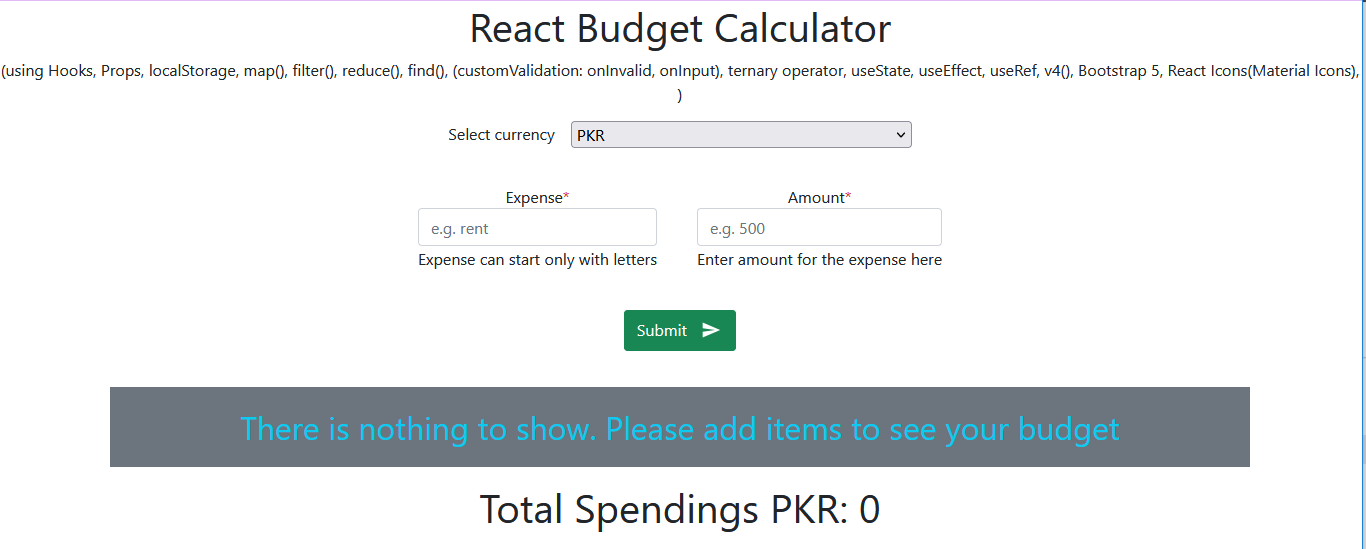 React Budget Calculator
(using Hooks, Props, localStorage, map(), filter(), reduce(), find(), (customValidation: onInvalid, onInput), ternary operator, useState, useEffect, useRef, v4(), Bootstrap 5, React Icons(Material Icons),
)
Select currency PKR
Expense* Amount*
e.g. rent e.g. 500
Expense can start only with letters Enter amount for the expense here
Submit
There is nothing to show. Please add items to see your budget
Total Spendings PKR: 0